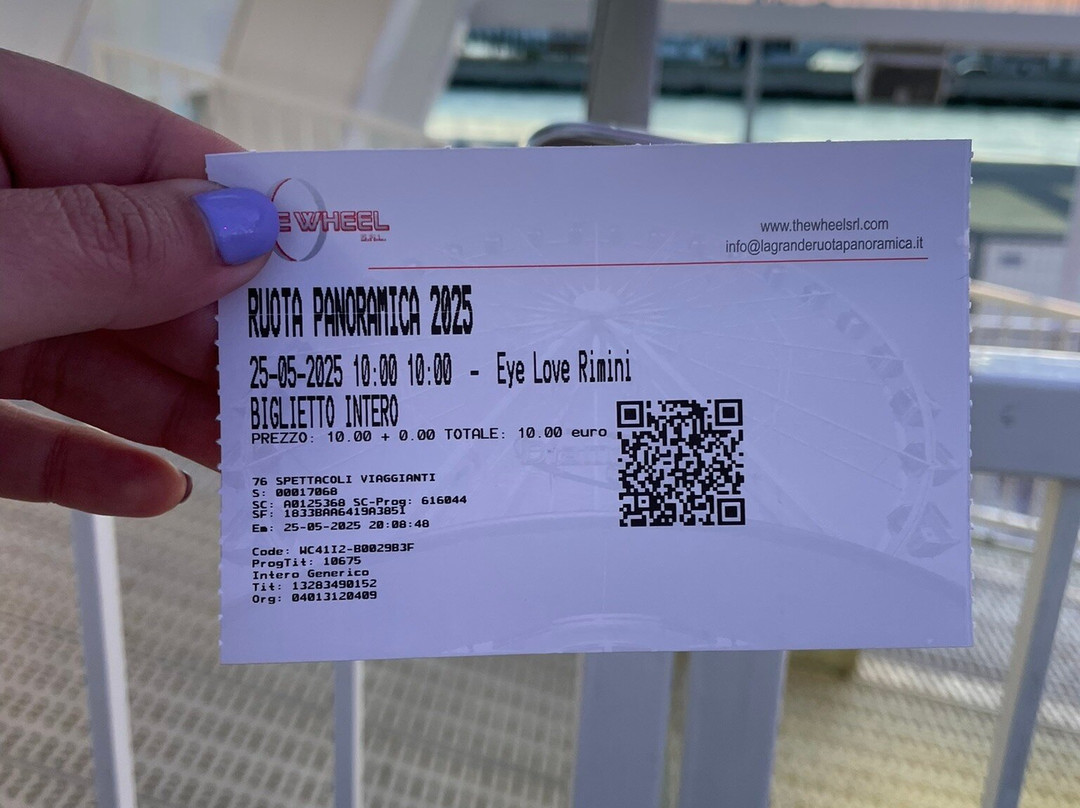 E WHEEL
S.R.L.
www.thewheelsrl.com
info@lagranderuotapanoramica.it
RUOTA PANORAMICA 2025
25-05-2025 10:00 10:00 - Eye Love Rimini
BIGLIETTO INTERO
PREZZO: 10.00 + 0.00 TOTALE: 10.00 euro
76 SPETTACOLI VIAGGIANTI
S: 00017068
SC: A0125368 SC-Prog: 616044
SF: 1833BAA6419A385I
Em: 25-05-2025 20:08:48
Code: WC41I2-B0029B3F
ProgTit: 10675
Intero Generico
Tit: 13283490152
Org: 04013120409